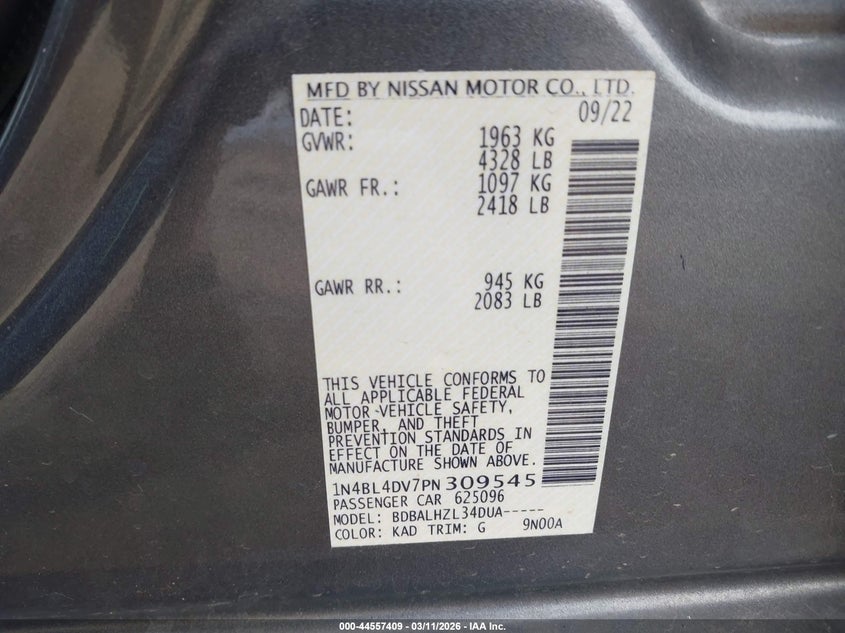 MFD BY NISSAN MOTOR CO., LTD.
DATE: 09/22
GVWR: 1963 KG
4328 LB
GAWR FR.: 1097 KG
2418 LB
GAWR RR.: 945 KG
2083 LB
THIS VEHICLE CONFORMS TO
ALL APPLICABLE FEDERAL
MOTOR VEHICLE SAFETY,
BUMPER, AND THEFT
PREVENTION STANDARDS IN
EFFECT ON THE DATE OF
MANUFACTURE SHOWN ABOVE.
1N4BL4DV7PN309545
PASSENGER CAR 625096
MODEL: BDBALHZL34DUA-----
COLOR: KAD TRIM: G 9N00A
000-44557409 - 03/11/2026 - IAA Inc.